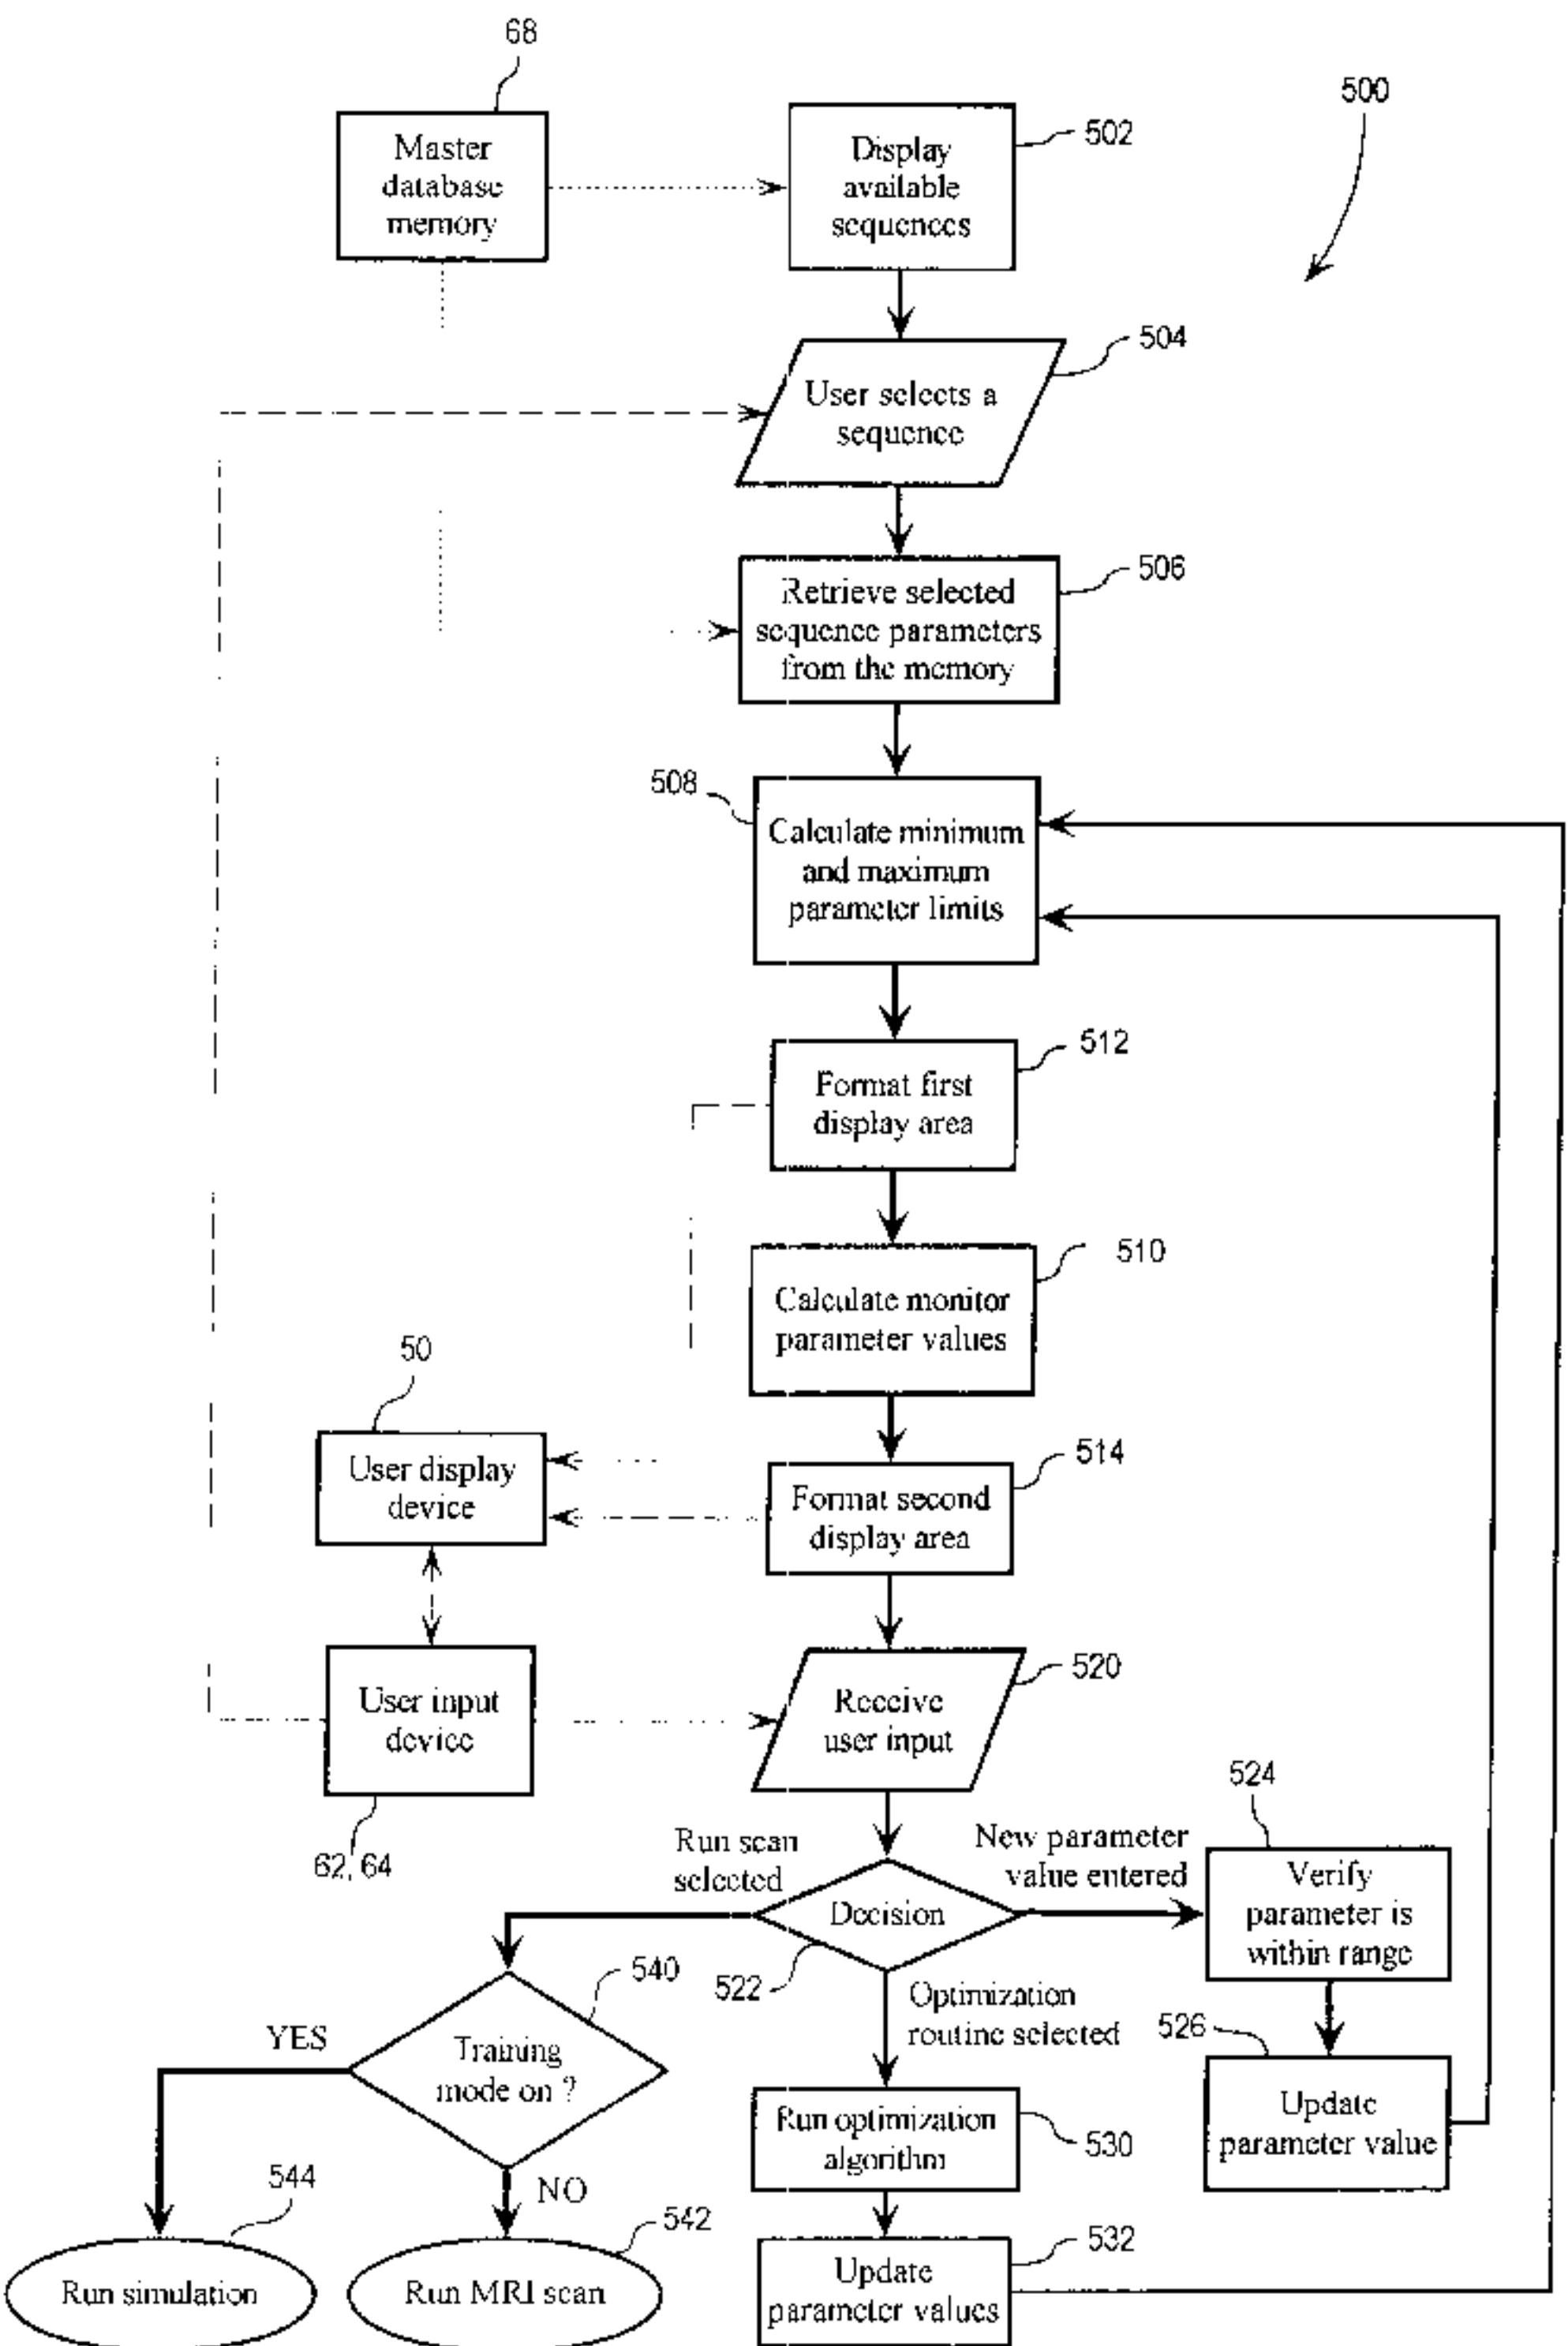 68
500
Master
database
memory
502
Display
available
sequences
504
User selects a
sequence
506
Retrieve selected
sequence parameters
from the memory
508
Calculate minimum
and maximum
parameter limits
512
Format first
display area
510
Calculate monitor
parameter values
50
User display
device
514
Format second
display area
520
User input
device
Receive
user input
62, 64
524
Run scan
selected
New parameter
value entered
Verify
parameter is
within range
Decision
522
540
Optimization
routine selected
526
YES
Training
mode on ?
Update
parameter value
Run optimization
algorithm
530
544
NO
542
532
Run simulation
Run MRI scan
Update
parameter values